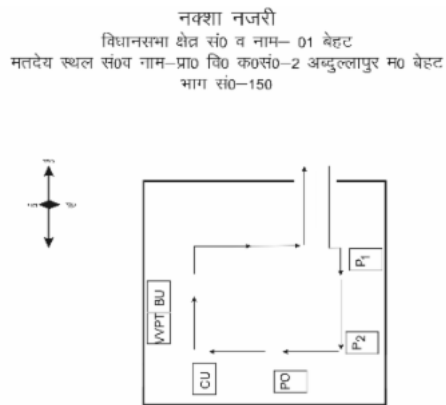 नक्शा नजरी
विधानसभा क्षेत्र सं0 व नाम– 01 बेहट
मतदेय स्थल सं0व नाम–प्रा0 वि0 क0सं0–2 अब्दुल्लापुर म0 बेहट
भाग सं0–150
P1
VVPT BU
P2
CU
PO